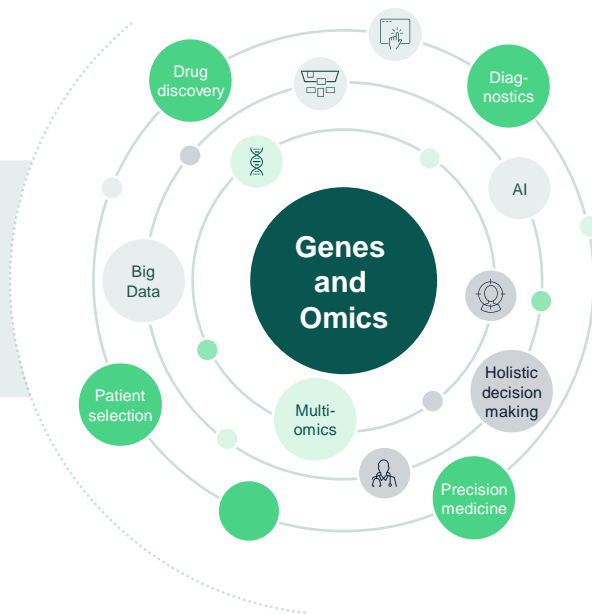 Drug
discovery
Diag-
nostics
AI
Genes
and
Omics
Big
Data
Holistic
decision
making
Patient
selection
Multi-
omics
Precision
medicine